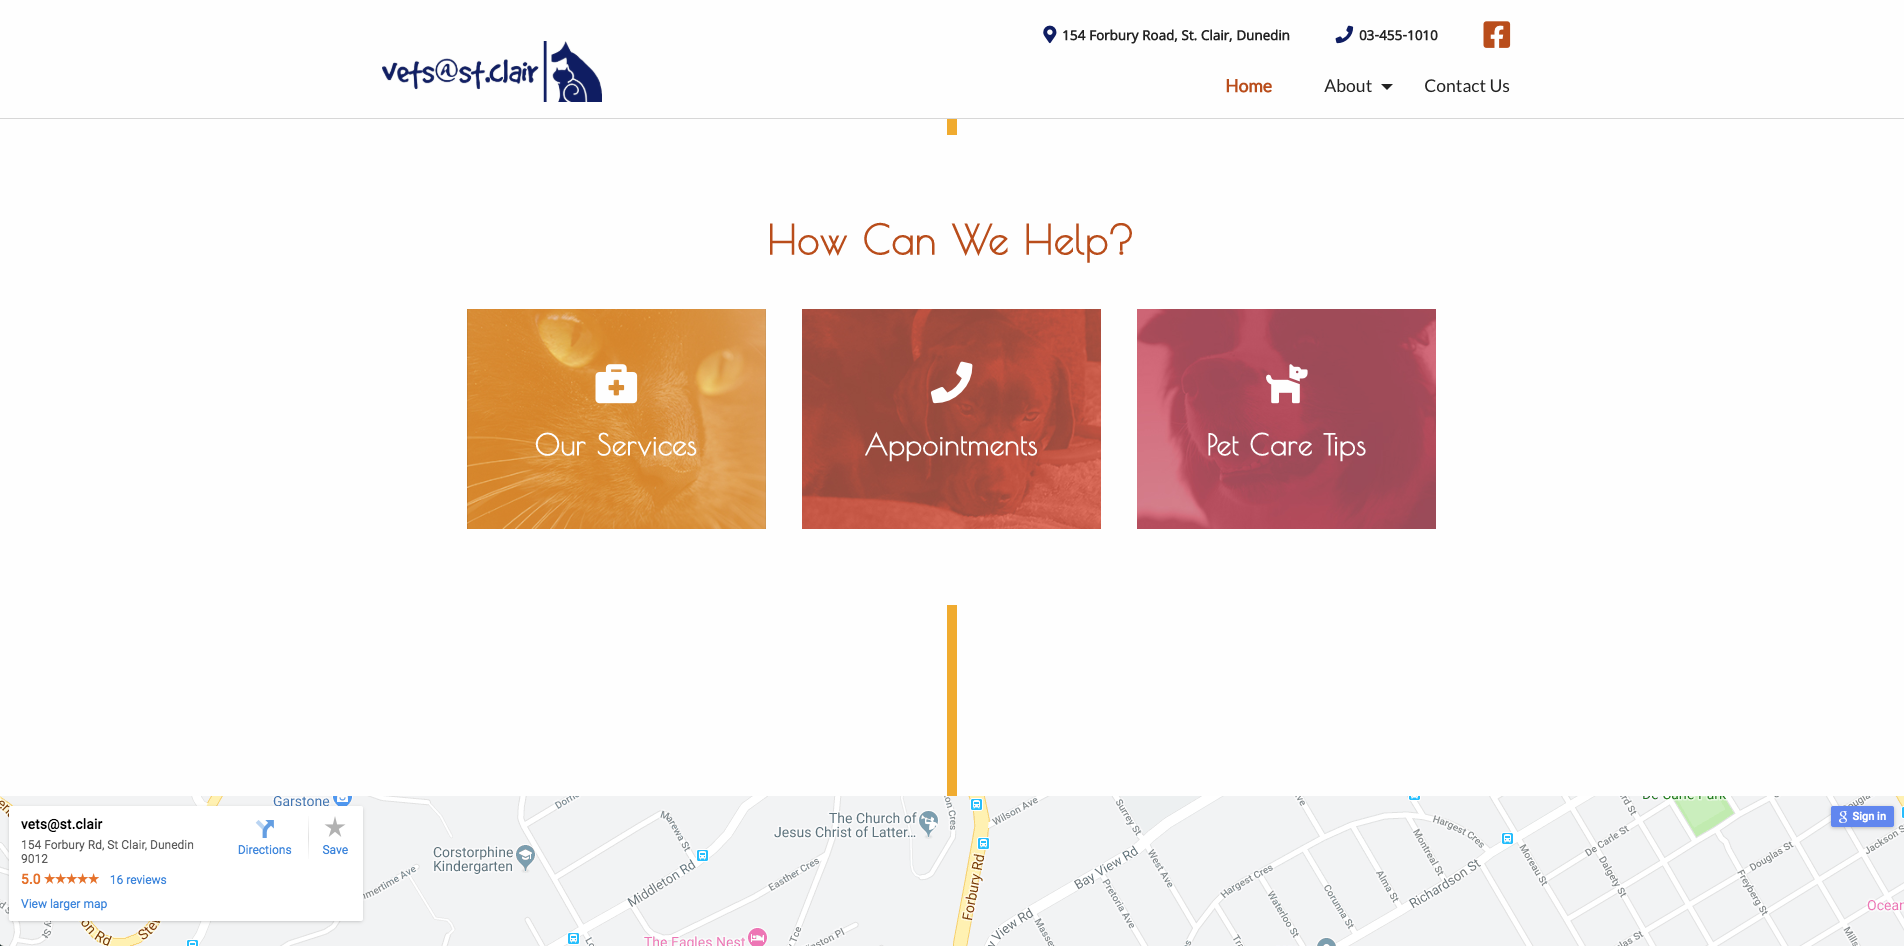 154 Forbury Road, St. Clair, Dunedin
03-455-1010
vets@st.clair
Home
About
Contact Us
How Can We Help?
Our Services
Appointments
Pet Care Tips
Garstone
vets@st.clair
154 Forbury Rd, St Clair, Dunedin
9012
5.0
16 reviews
View larger map
Directions
Save
Sign in
The Church of
Jesus Christ of Latter...
Corstorphine
Kindergarten
Marewa St
Middleton Rd
Easther Cres
The Eagles Nest
Forbury Rd
Wilson Ave
Surrey St
Bay View Rd
West Ave
Pretoria Ave
Hargest Cres
Waterloo St
Corunna St
Alma St
Richardson St
Hargest Cres
Montreal St
Moreau St
De Carle St
Dalgety St
Douglas St
Freyberg St
Jackson S
Ocean